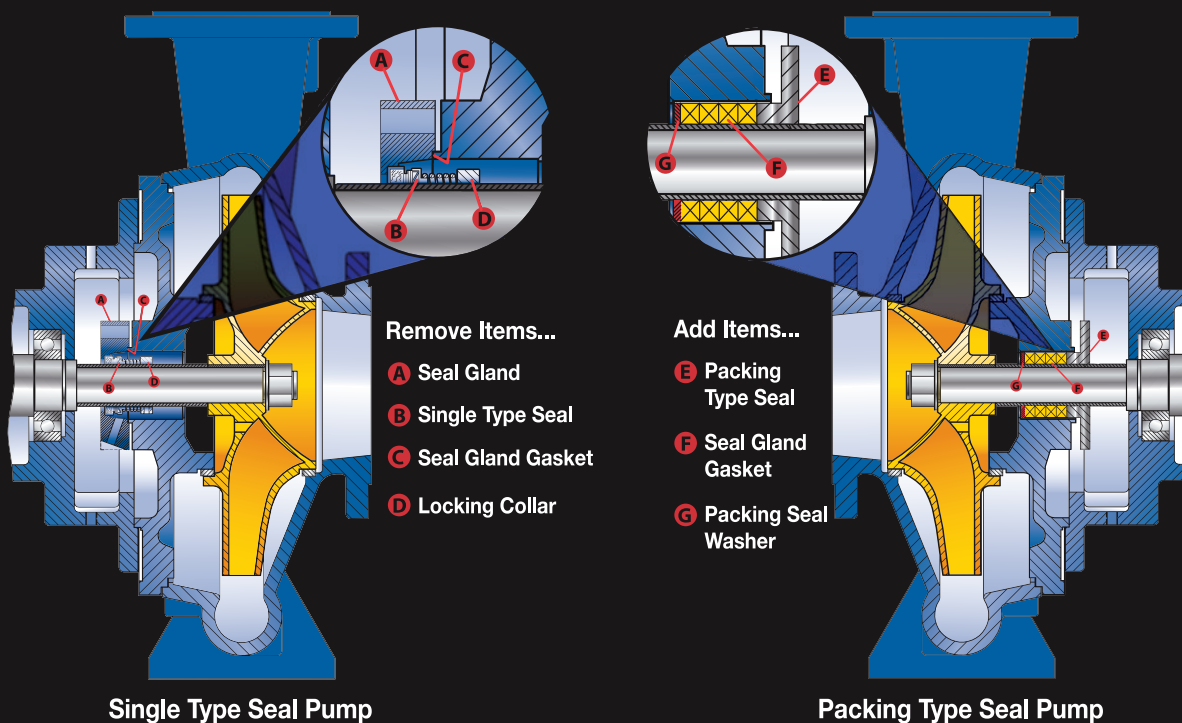 A
C
B
D
E
G
F
A
C
B
D
E
G
F
Remove Items...
A Seal Gland
B Single Type Seal
C Seal Gland Gasket
D Locking Collar
Add Items...
E Packing
Type Seal
F Seal Gland
Gasket
G Packing Seal
Washer
Single Type Seal Pump
Packing Type Seal Pump